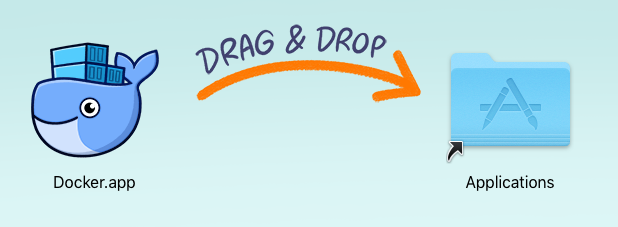 DRAG & DROP
Docker.app
Applications